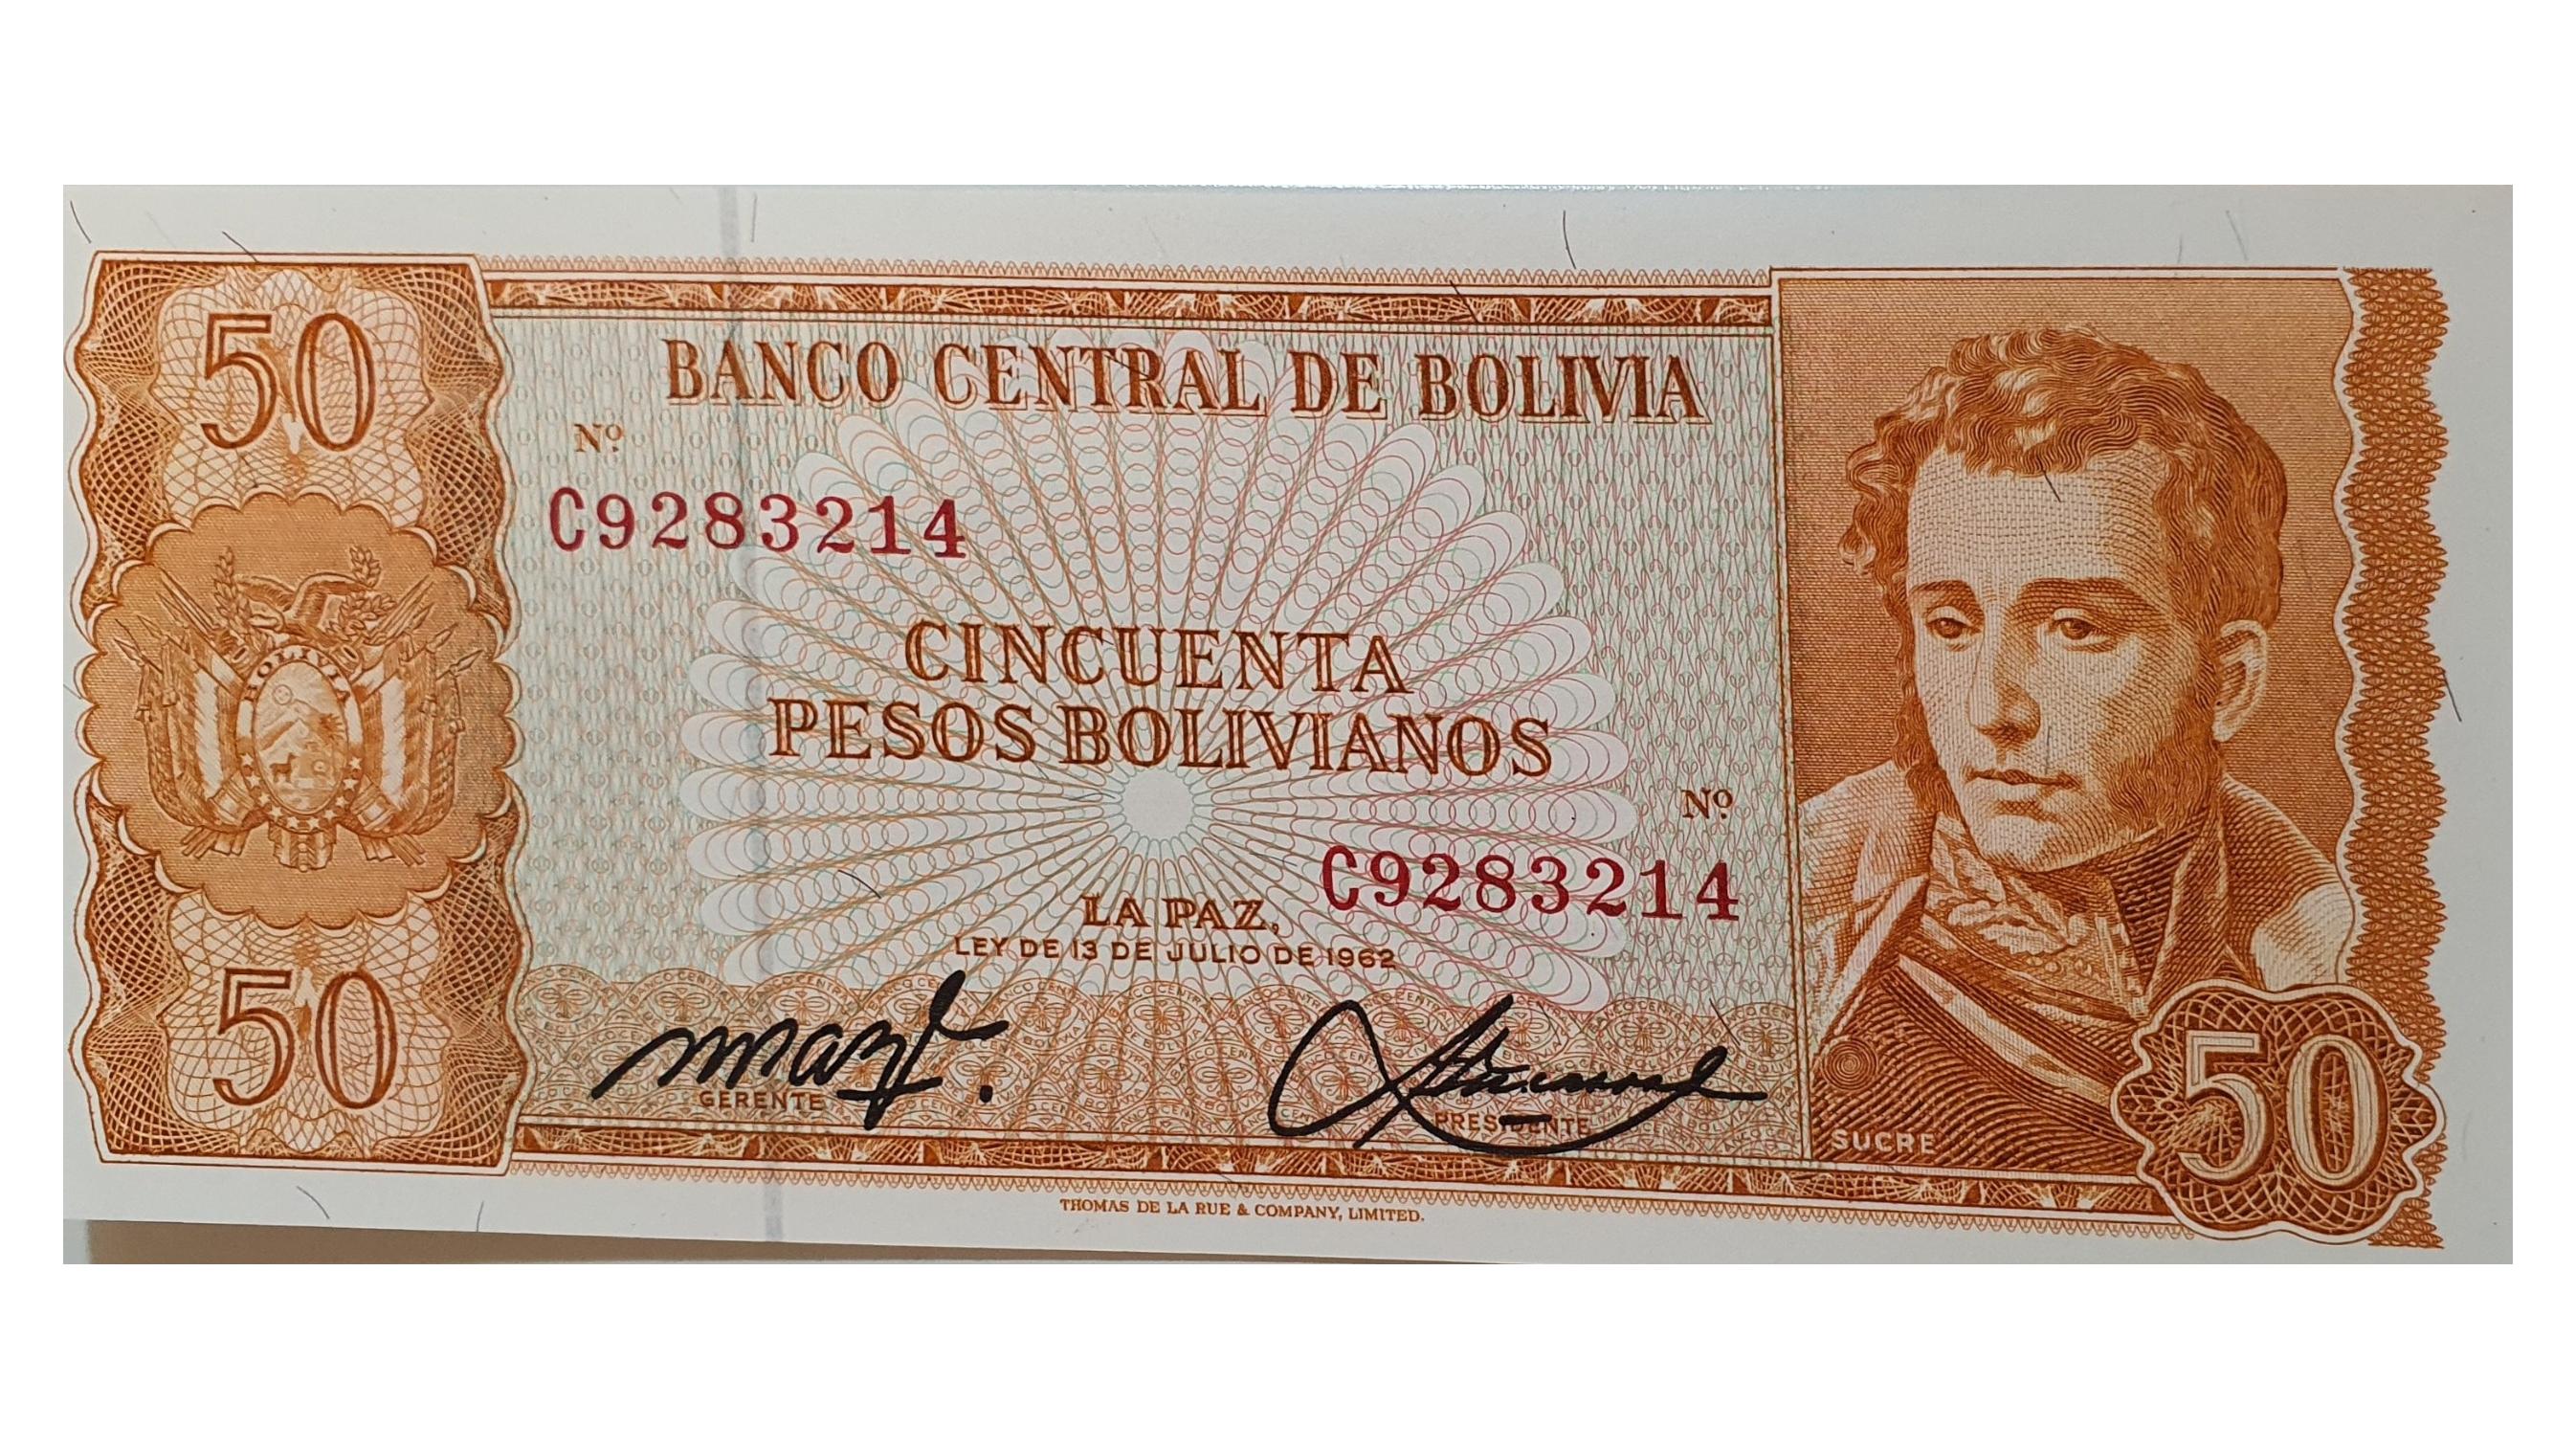 50
BANCO CENTRAL DE BOLIVIA
Nº
C9283214
CINCUENTA
PESOS BOLIVIANOS
BOLIVIA
Nº
C9283214
LA PAZ,
LEY DE 13 DE JULIO DE 1962
50
GERENTE
PRESIDENTE
SUCRE
50
THOMAS DE LA RUE & COMPANY, LIMITED.